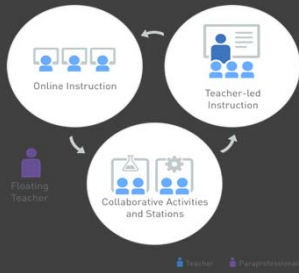 Online Instruction
Teacher-led
Instruction
Floating
Teacher
Collaborative Activities
and Stations
Teacher
Paraprofessional